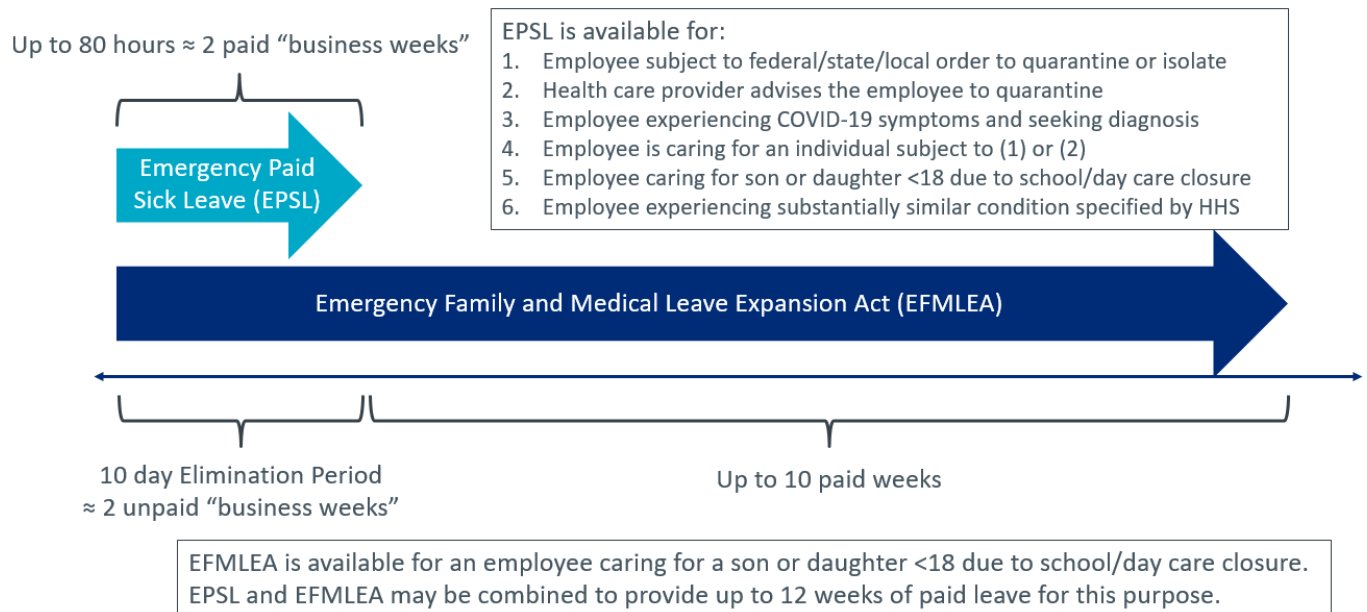 Up to 80 hours ≈ 2 paid “business weeks”
EPSL is available for:
1. Employee subject to federal/state/local order to quarantine or isolate
2. Health care provider advises the employee to quarantine
3. Employee experiencing COVID-19 symptoms and seeking diagnosis
4. Employee is caring for an individual subject to (1) or (2)
5. Employee caring for son or daughter <18 due to school/day care closure
6. Employee experiencing substantially similar condition specified by HHS
Emergency Paid
Sick Leave (EPSL)
Emergency Family and Medical Leave Expansion Act (EFMLEA)
10 day Elimination Period
≈ 2 unpaid “business weeks”
Up to 10 paid weeks
EFMLEA is available for an employee caring for a son or daughter <18 due to school/day care closure.
EPSL and EFMLEA may be combined to provide up to 12 weeks of paid leave for this purpose.